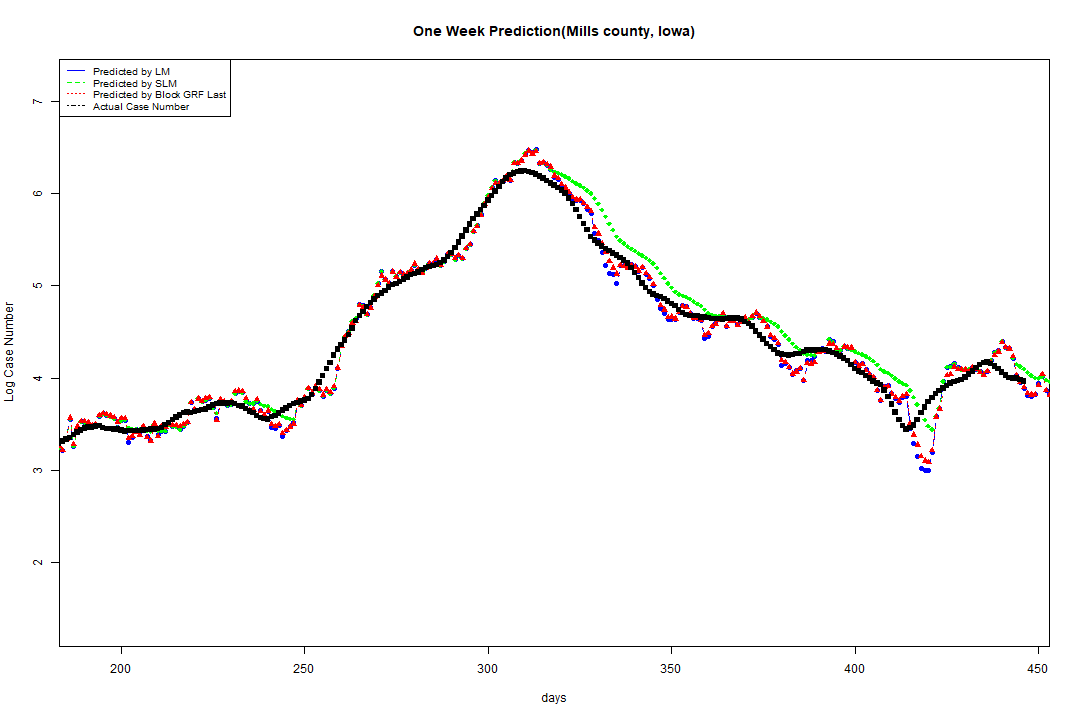 One Week Prediction(Mills county, Iowa)
Predicted by LM
Predicted by SLM
Predicted by Block GRF Last
Actual Case Number
Log Case Number
7
6
5
4
3
2
200 250 300 350 400 450
days